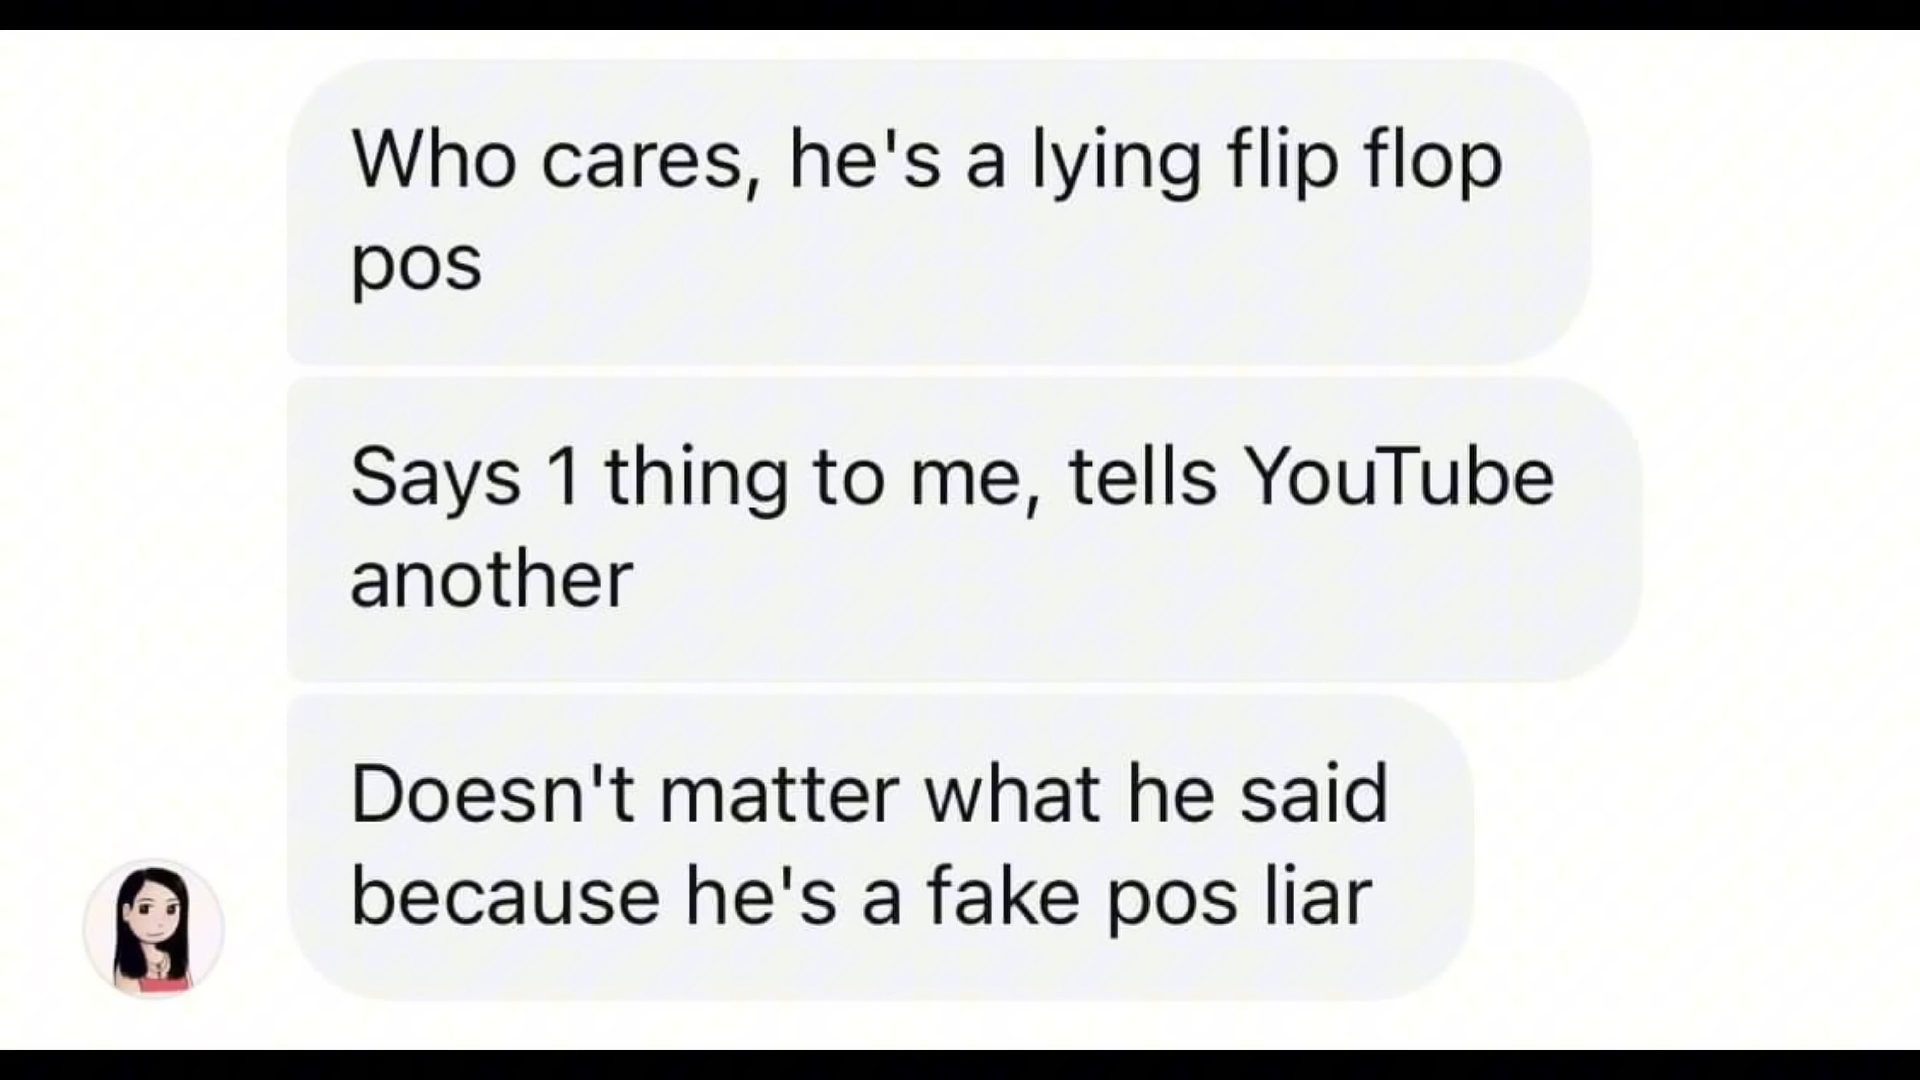 Who cares, he's a lying flip flop
pos
Says 1 thing to me, tells YouTube
another
Doesn't matter what he said
because he's a fake pos liar